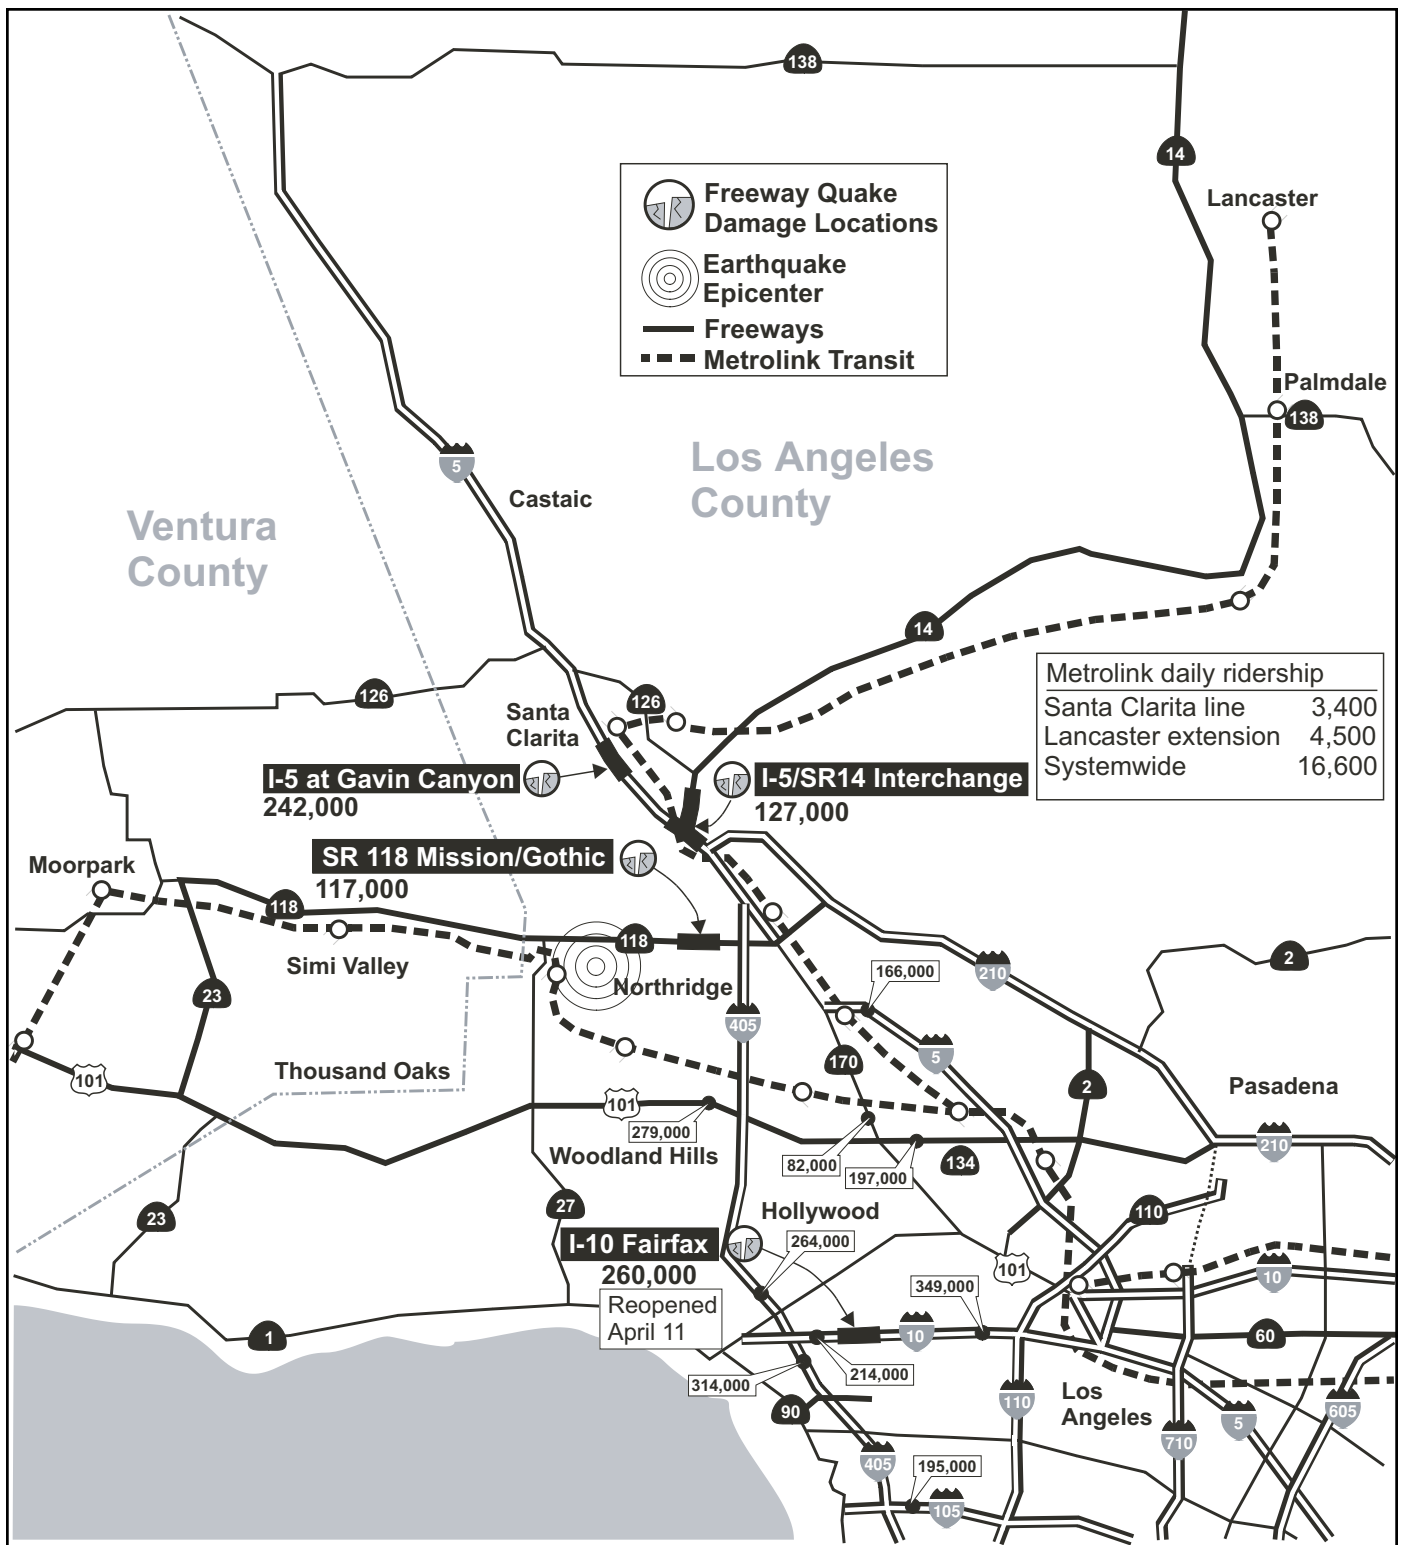 138
14
Lancaster
Freeway Quake
Damage Locations
Earthquake
Epicenter
Freeways
Metrolink Transit
Palmdale
138
5
Castaic
Los Angeles
County
Ventura
County
14
126
126
Santa
Clarita
Metrolink daily ridership
Santa Clarita line 3,400
Lancaster extension 4,500
Systemwide 16,600
I-5 at Gavin Canyon
242,000
I-5/SR14 Interchange
127,000
SR 118 Mission/Gothic
117,000
Moorpark
118
118
Simi Valley
Northridge
23
166,000
210
2
405
170
5
101
Thousand Oaks
101
279,000
Woodland Hills
82,000
197,000
134
2
Pasadena
210
23
27
Hollywood
110
I-10 Fairfax
260,000
Reopened
April 11
264,000
101
349,000
10
1
10
60
214,000
314,000
90
110
Los
Angeles
710
5
605
405
195,000
105